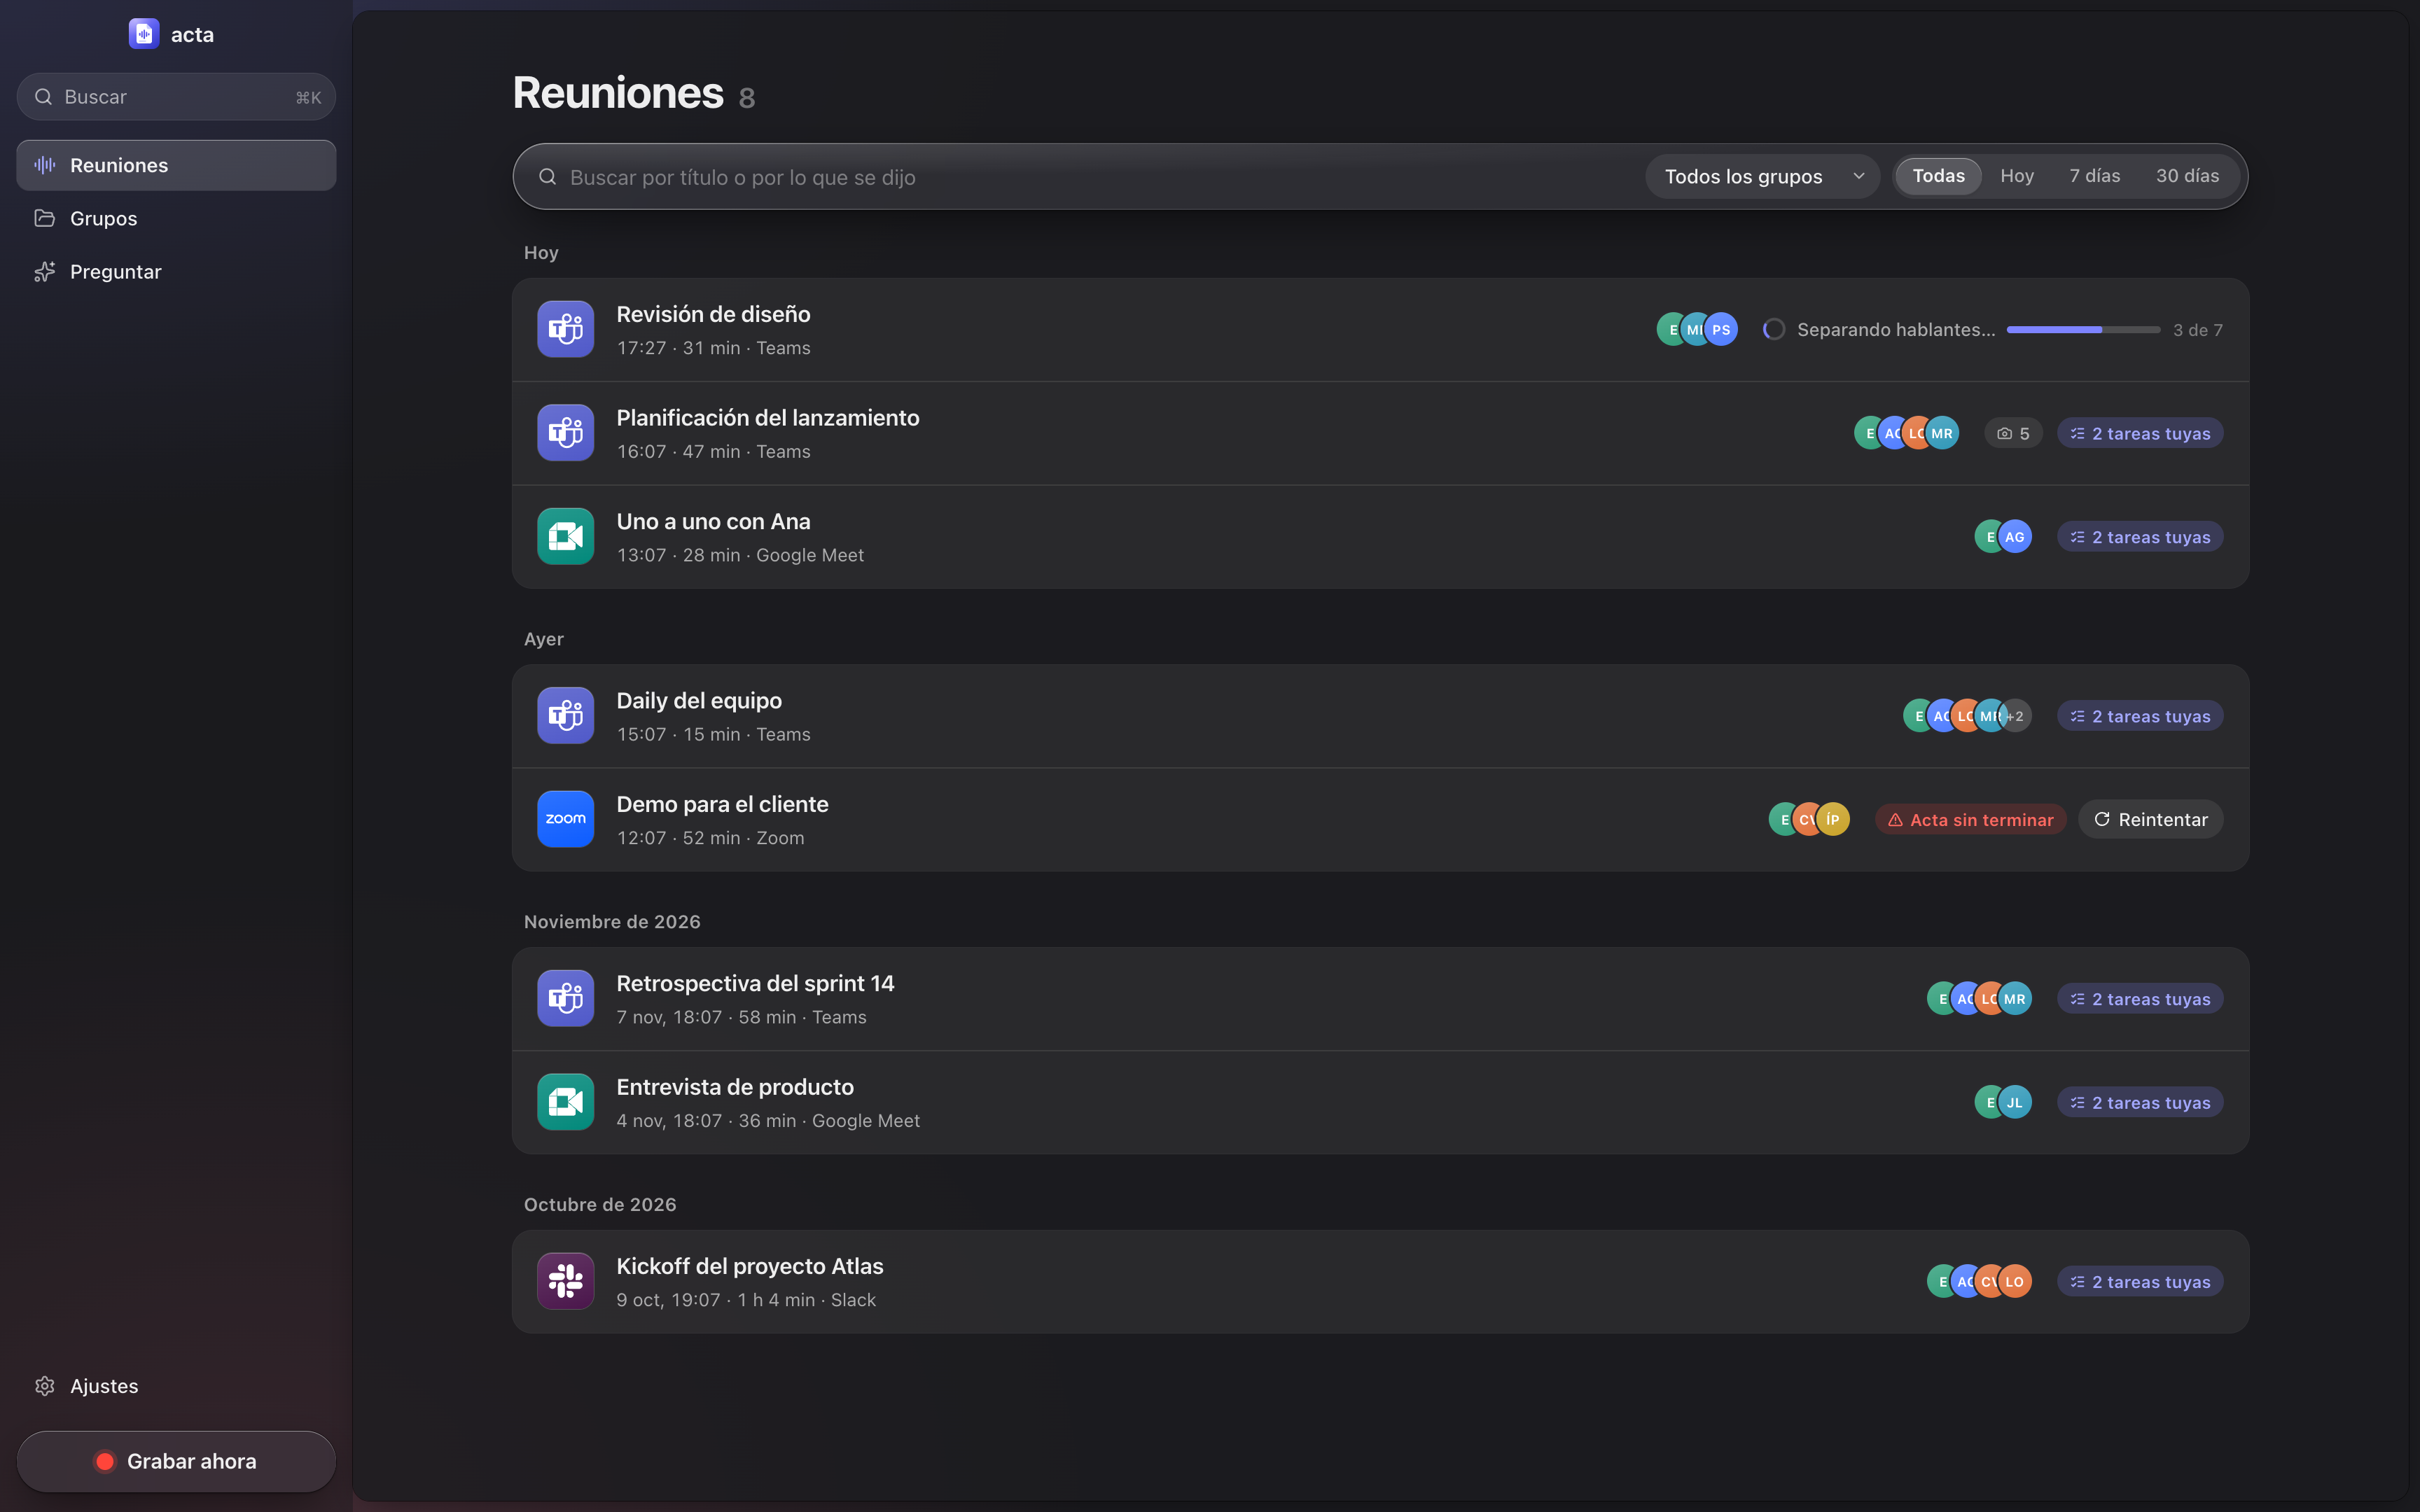 acta
Buscar ⌘K
Reuniones
Grupos
Preguntar
Ajustes
Grabar ahora
Reuniones 8
Buscar por título o por lo que se dijo
Todos los grupos
Todas Hoy 7 días 30 días
Hoy
Revisión de diseño
17:27 · 31 min · Teams
E PS
Separando hablantes... 3 de 7
Planificación del lanzamiento
16:07 · 47 min · Teams
E MR
5
2 tareas tuyas
Uno a uno con Ana
13:07 · 28 min · Google Meet
E AG
2 tareas tuyas
Ayer
Daily del equipo
15:07 · 15 min · Teams
E +2
2 tareas tuyas
Demo para el cliente
12:07 · 52 min · Zoom
zoom
E ÍP
Acta sin terminar
Reintentar
Noviembre de 2026
Retrospectiva del sprint 14
7 nov, 18:07 · 58 min · Teams
E MR
2 tareas tuyas
Entrevista de producto
4 nov, 18:07 · 36 min · Google Meet
E JL
2 tareas tuyas
Octubre de 2026
Kickoff del proyecto Atlas
9 oct, 19:07 · 1 h 4 min · Slack
E LO
2 tareas tuyas